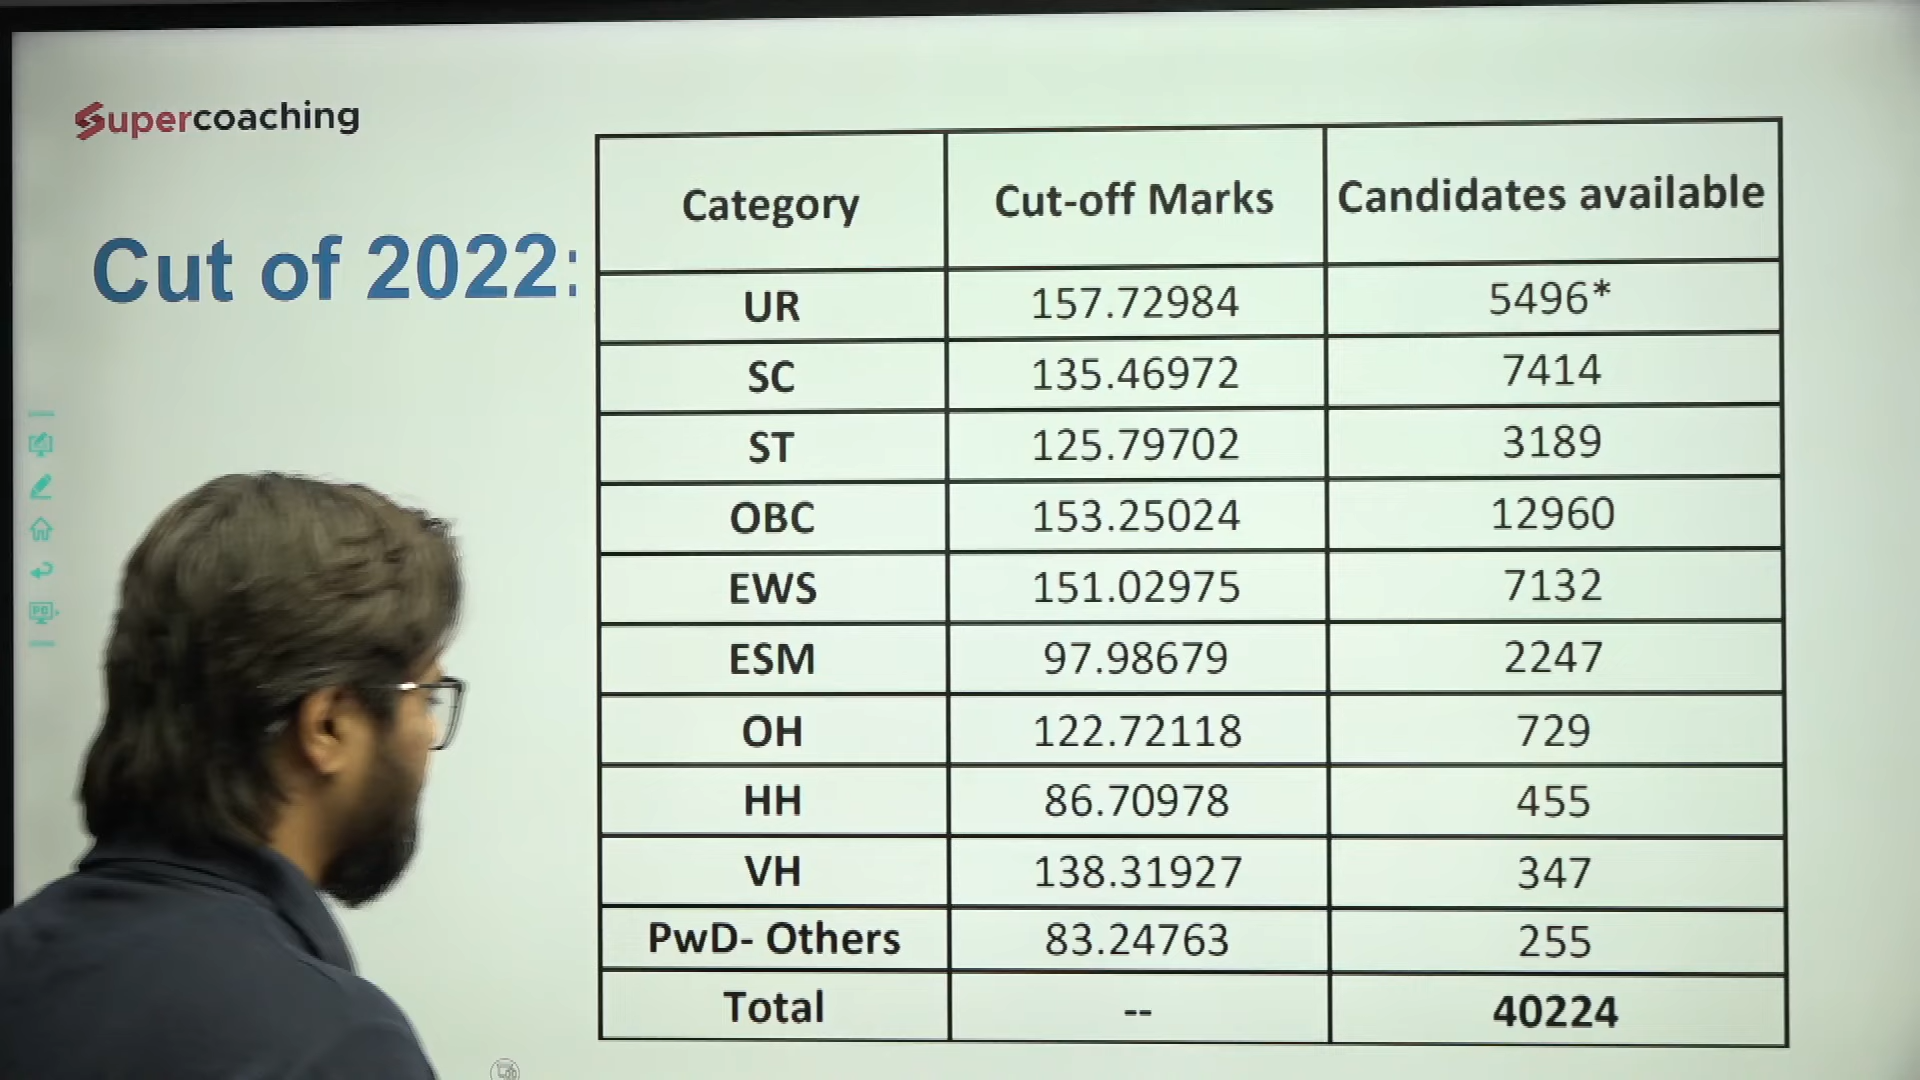 Supercoaching
Cut of 2022:
Category Cut-off Marks Candidates available
UR 157.72984 5496*
SC 135.46972 7414
ST 125.79702 3189
OBC 153.25024 12960
EWS 151.02975 7132
ESM 97.98679 2247
OH 122.72118 729
HH 86.70978 455
VH 138.31927 347
PwD- Others 83.24763 255
Total -- 40224